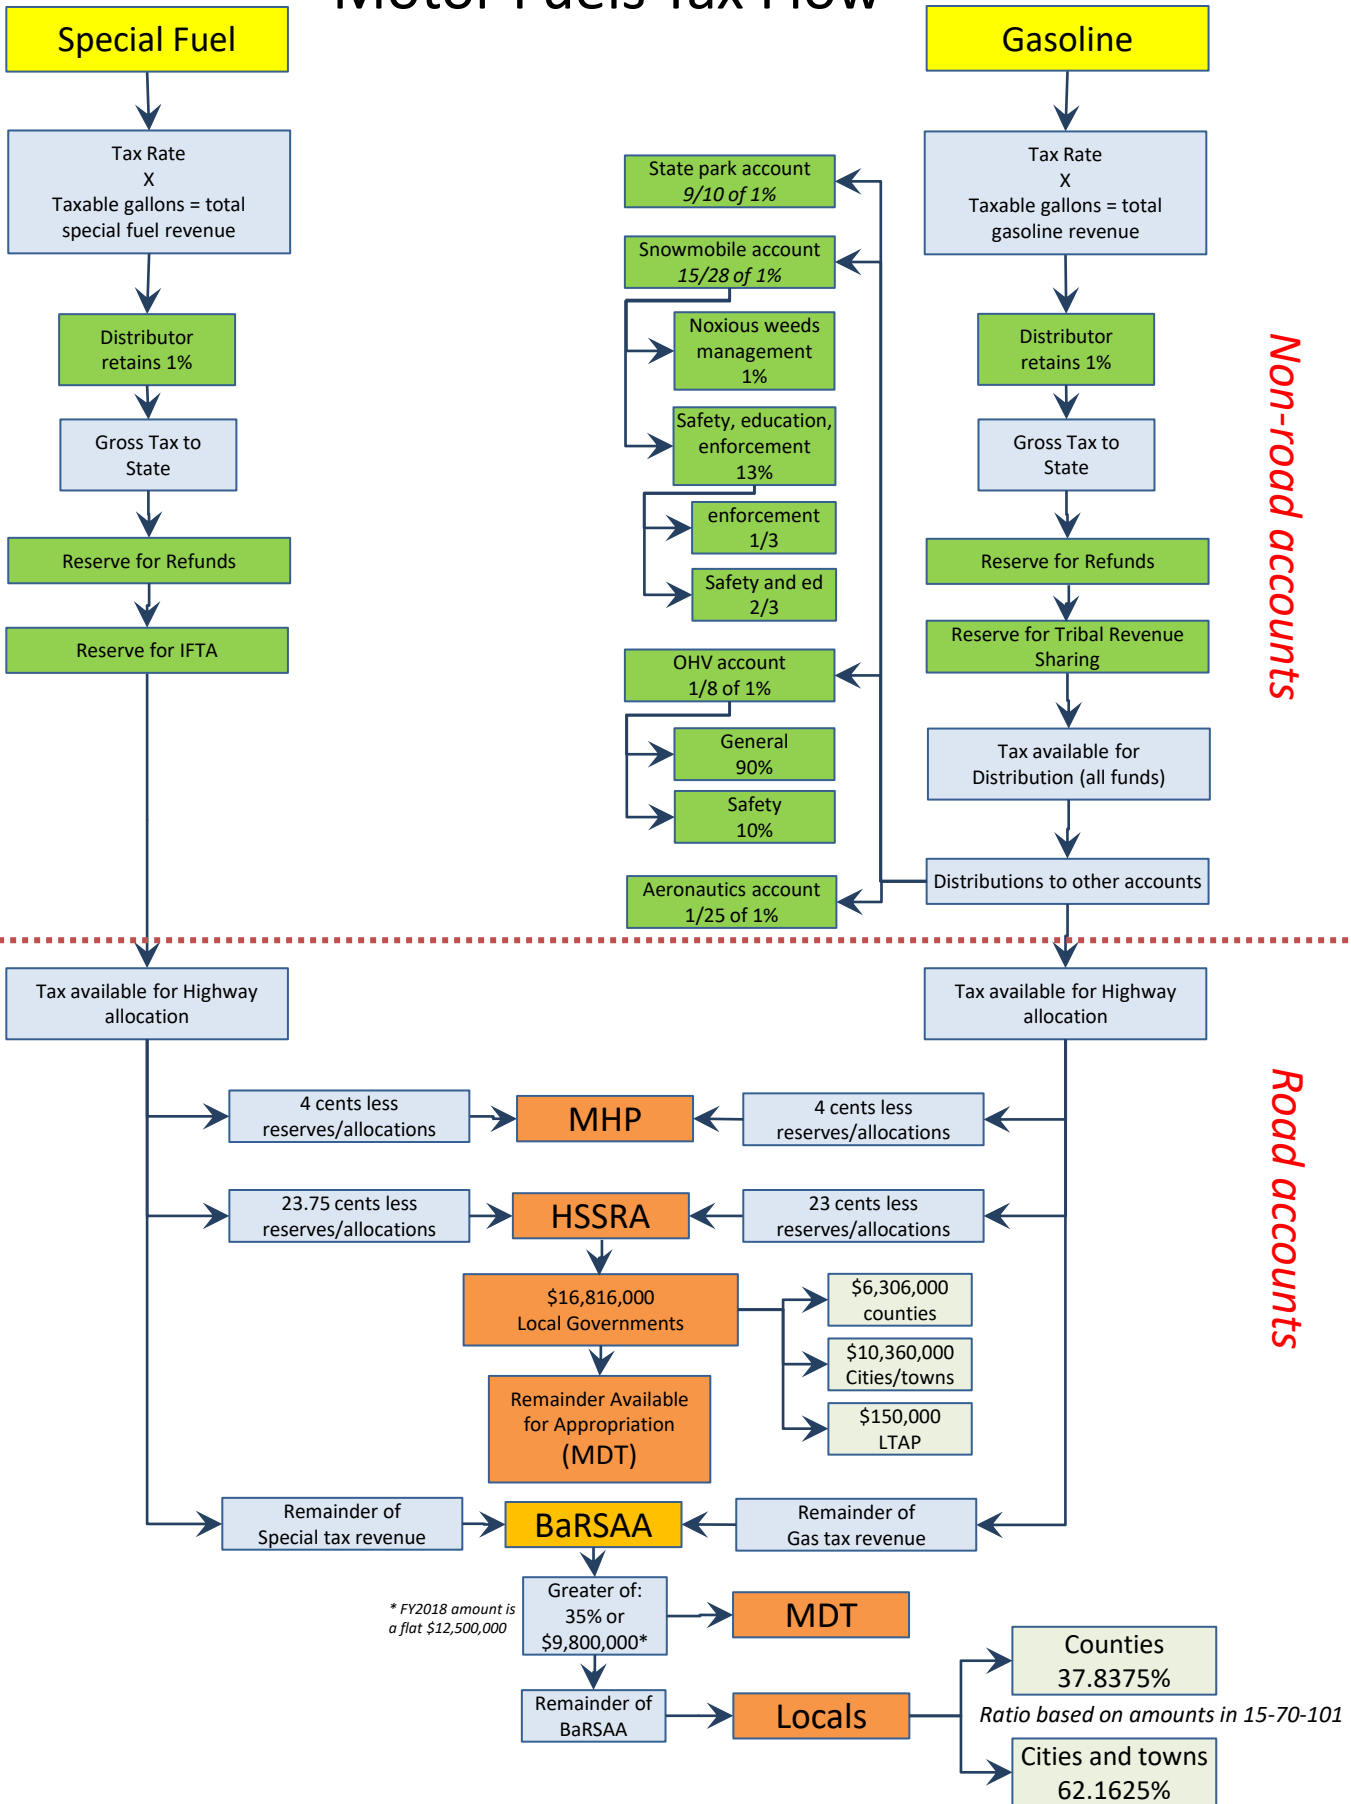 Motor Fuels Tax Flow
Special Fuel
Tax Rate
X
Taxable gallons = total
special fuel revenue
Distributor
retains 1%
Gross Tax to
State
Reserve for Refunds
Reserve for IFTA
Gasoline
Tax Rate
X
Taxable gallons = total
gasoline revenue
Distributor
retains 1%
Gross Tax to
State
Reserve for Refunds
Reserve for Tribal Revenue
Sharing
Tax available for
Distribution (all funds)
Distributions to other accounts
State park account
9/10 of 1%
Snowmobile account
15/28 of 1%
Noxious weeds
management
1%
Safety, education,
enforcement
13%
enforcement
1/3
Safety and ed
2/3
OHV account
1/8 of 1%
General
90%
Safety
10%
Aeronautics account
1/25 of 1%
Non-road accounts
Tax available for Highway
allocation
Tax available for Highway
allocation
Road accounts
4 cents less
reserves/allocations
MHP
4 cents less
reserves/allocations
23.75 cents less
reserves/allocations
HSSRA
23 cents less
reserves/allocations
$16,816,000
Local Governments
$6,306,000
counties
$10,360,000
Cities/towns
$150,000
LTAP
Remainder Available
for Appropriation
(MDT)
Remainder of
Special tax revenue
BaRSAA
Remainder of
Gas tax revenue
* FY2018 amount is
a flat $12,500,000
Greater of:
35% or
$9,800,000*
MDT
Remainder of
BaRSAA
Locals
Counties
37.8375%
Ratio based on amounts in 15-70-101
Cities and towns
62.1625%